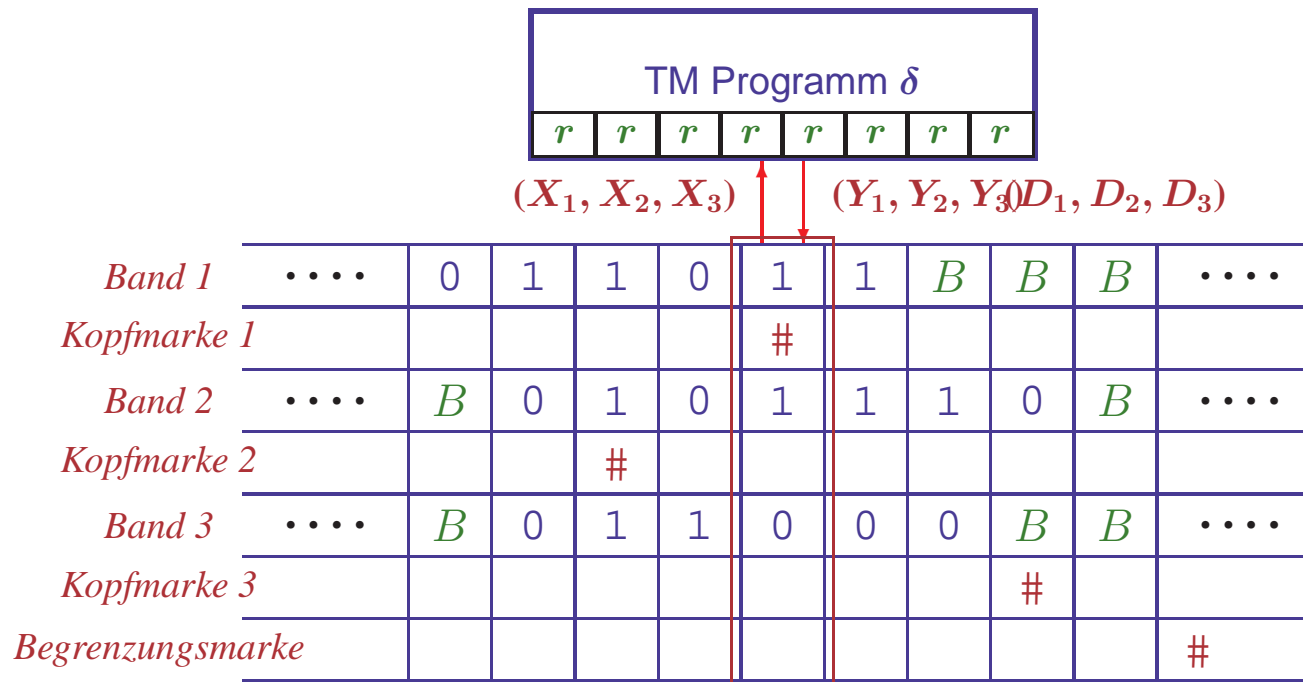 TM Programm δ
r r r r r r r r
(X₁, X₂, X₃) (Y₁, Y₂, Y₃)(D₁, D₂, D₃)
Band 1 ···· 0 1 1 0 1 1 B B B ····
Kopfmarke 1 #
Band 2 ···· B 0 1 0 1 1 1 0 B ····
Kopfmarke 2 #
Band 3 ···· B 0 1 1 0 0 0 B B ····
Kopfmarke 3 #
Begrenzungsmarke #